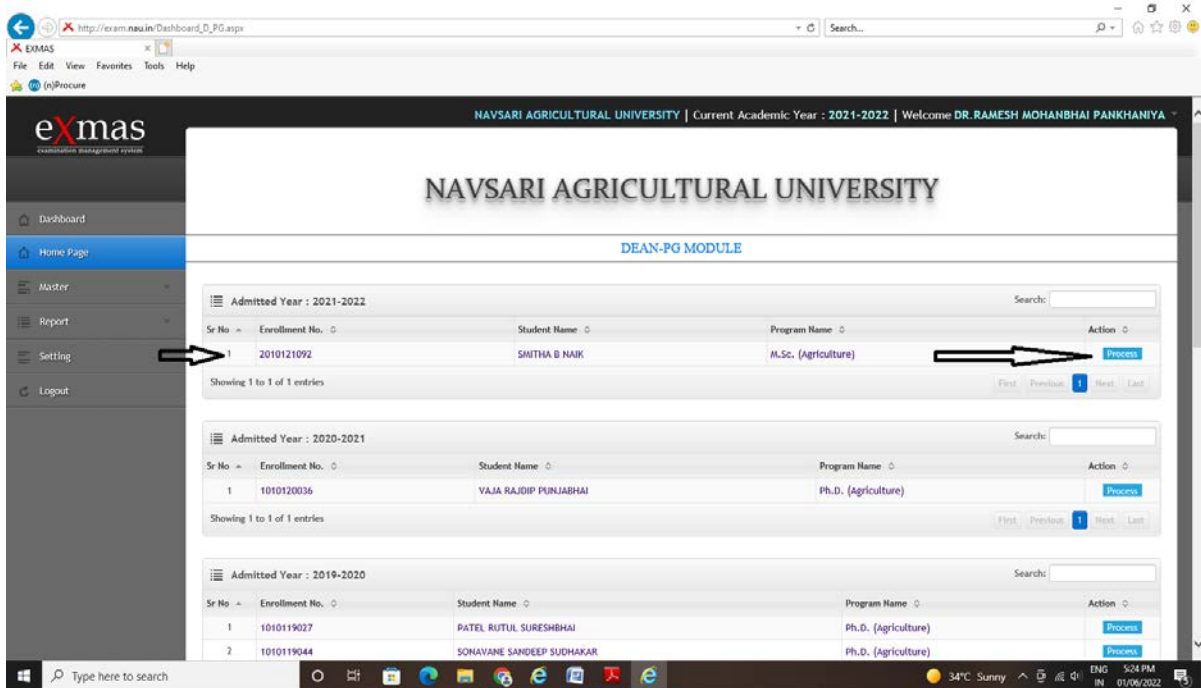 http://exam.nau.in/Dashboard_D_PG.aspx
Search...
EXMAS
File Edit View Favorites Tools Help
(n)Procure
exmas
examination management system
NAVSARI AGRICULTURAL UNIVERSITY | Current Academic Year : 2021-2022 | Welcome DR.RAMESH MOHANBHAI PANKHANIYA
NAVSARI AGRICULTURAL UNIVERSITY
DEAN-PG MODULE
Dashboard
Home Page
Master
Report
Setting
Logout
Admitted Year : 2021-2022 Search:
Sr No Enrollment No. Student Name Program Name Action
1 2010121092 SMITHA B NAIK M.Sc. (Agriculture) Process
Showing 1 to 1 of 1 entries First Previous 1 Next Last
Admitted Year : 2020-2021 Search:
Sr No Enrollment No. Student Name Program Name Action
1 1010120036 VAJA RAJDIP PUNJABHAI Ph.D. (Agriculture) Process
Showing 1 to 1 of 1 entries First Previous 1 Next Last
Admitted Year : 2019-2020 Search:
Sr No Enrollment No. Student Name Program Name Action
1 1010119027 PATEL RUTUL SURESHBHAI Ph.D. (Agriculture) Process
2 1010119044 SONAVANE SANDEEP SUDHAKAR Ph.D. (Agriculture) Process
Type here to search
34°C Sunny
ENG 5:24 PM
IN 01/06/2022